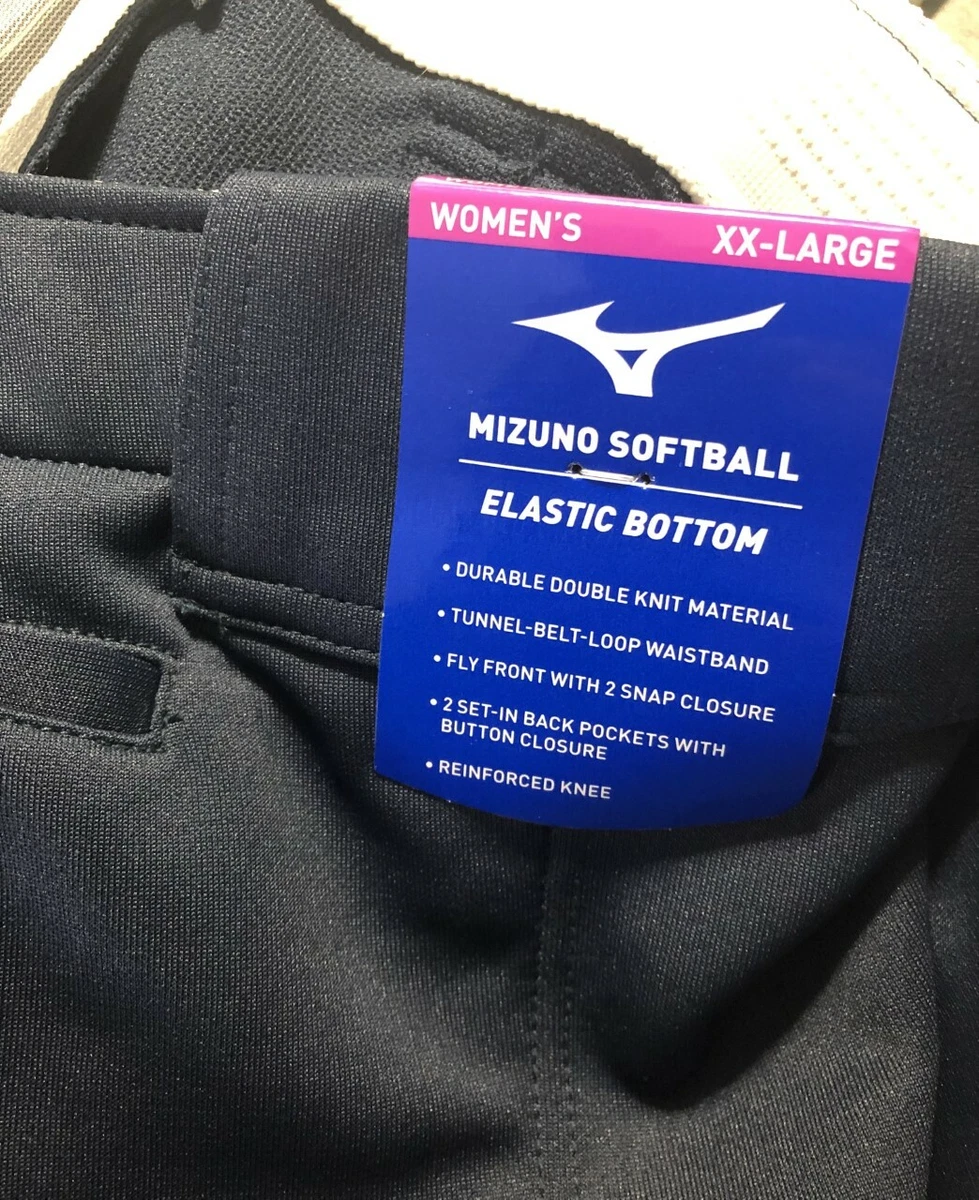 WOMEN'S XX-LARGE
MIZUNO SOFTBALL
ELASTIC BOTTOM
• DURABLE DOUBLE KNIT MATERIAL
• TUNNEL-BELT-LOOP WAISTBAND
• FLY FRONT WITH 2 SNAP CLOSURE
• 2 SET-IN BACK POCKETS WITH
BUTTON CLOSURE
• REINFORCED KNEE